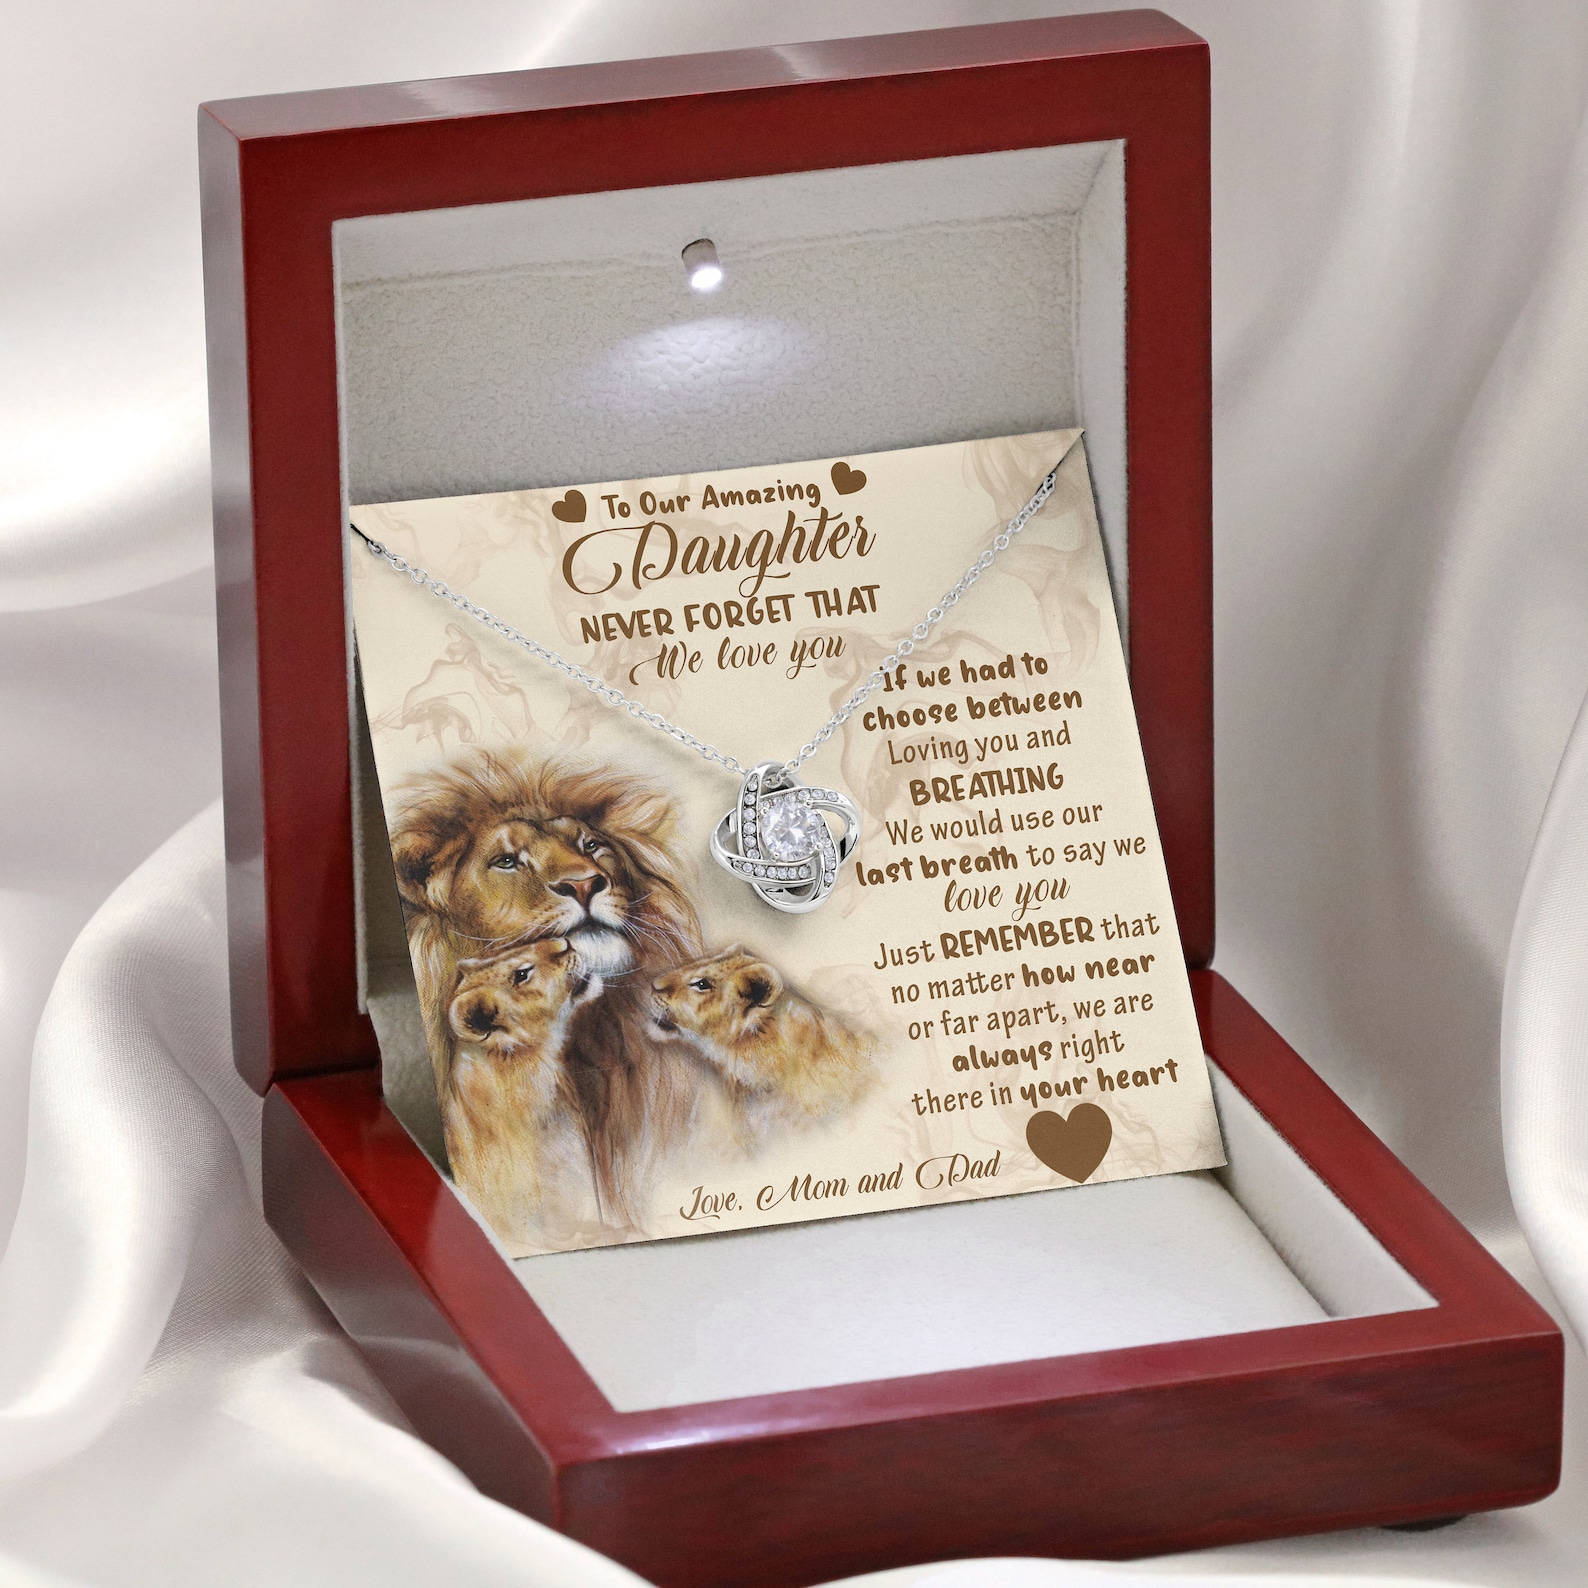 To Our Amazing
Daughter
NEVER FORGET THAT
We love you
If we had to
choose between
Loving you and
BREATHING
We would use our
last breath to say we
love you
Just REMEMBER that
no matter how near
or far apart, we are
always right
there in your heart
Love, Mom and Dad